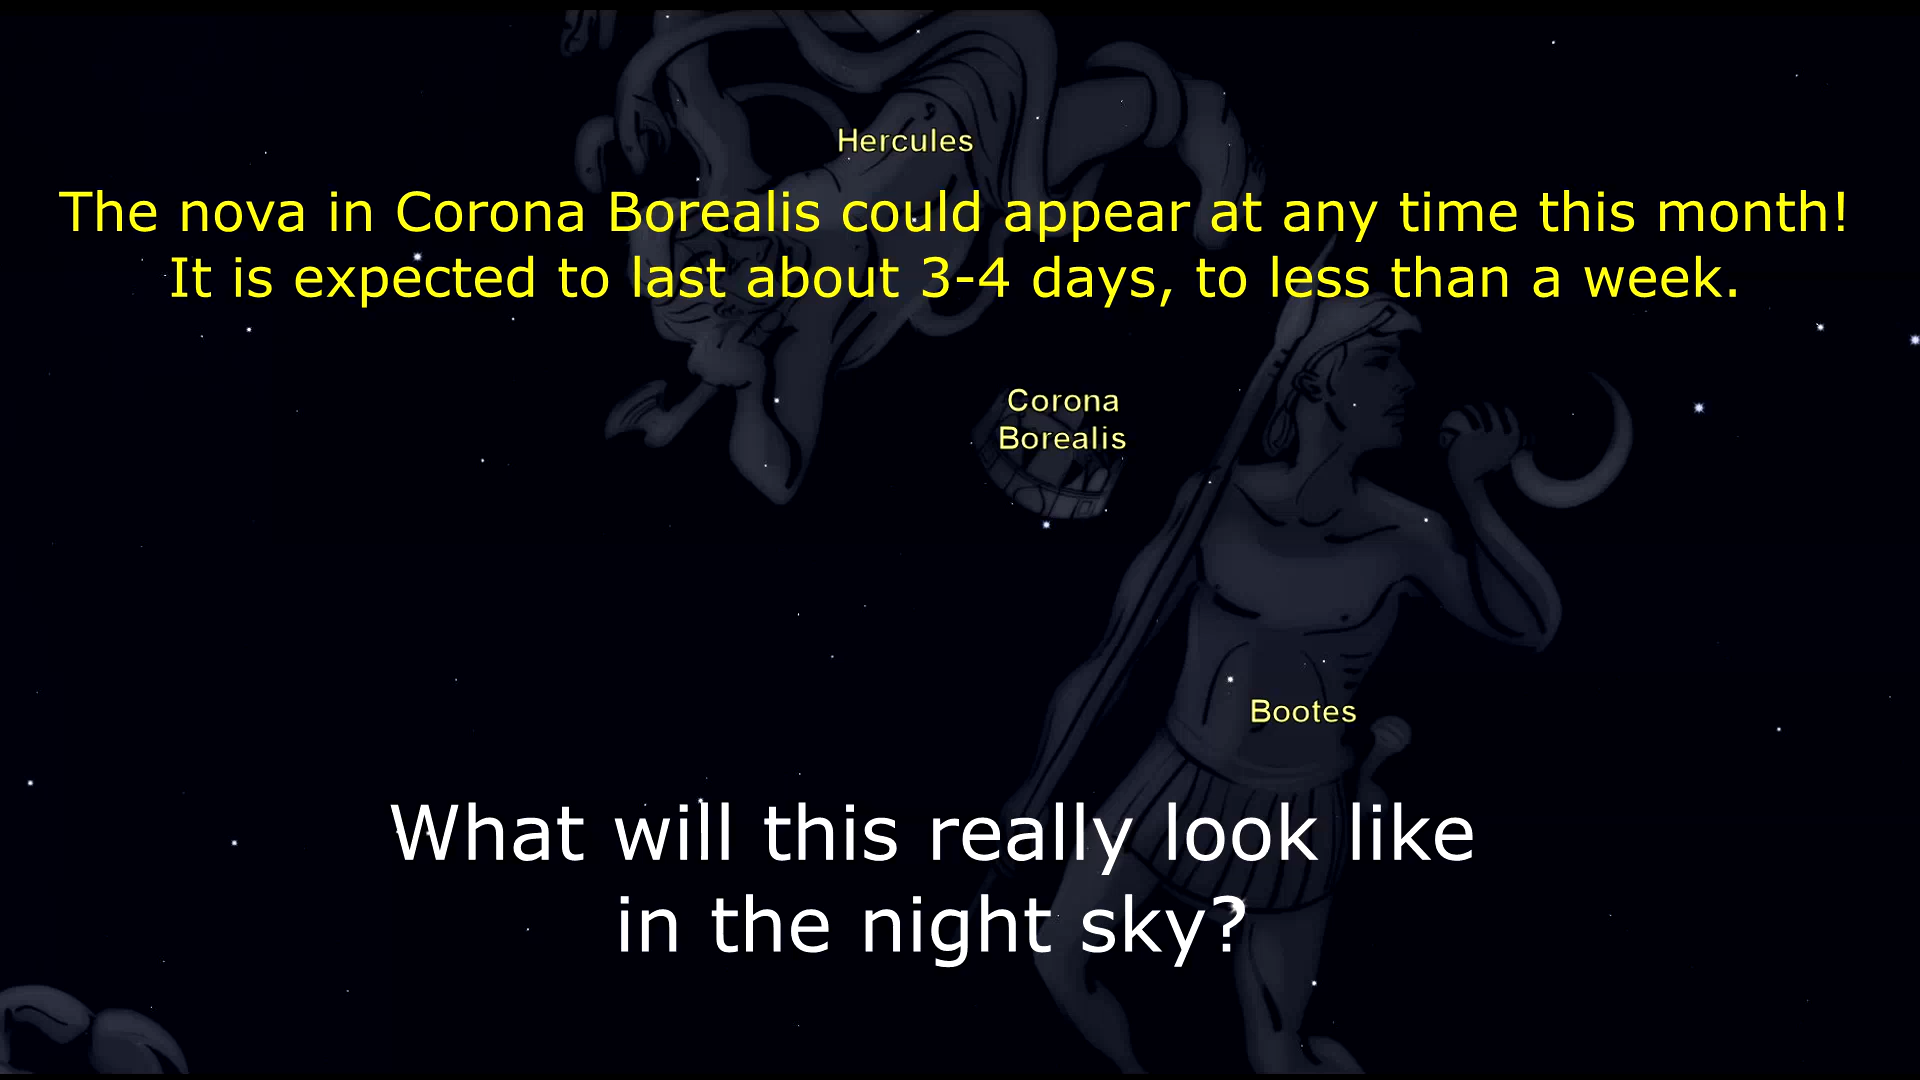 Hercules
The nova in Corona Borealis could appear at any time this month!
It is expected to last about 3-4 days, to less than a week.
Corona
Borealis
Bootes
What will this really look like
in the night sky?